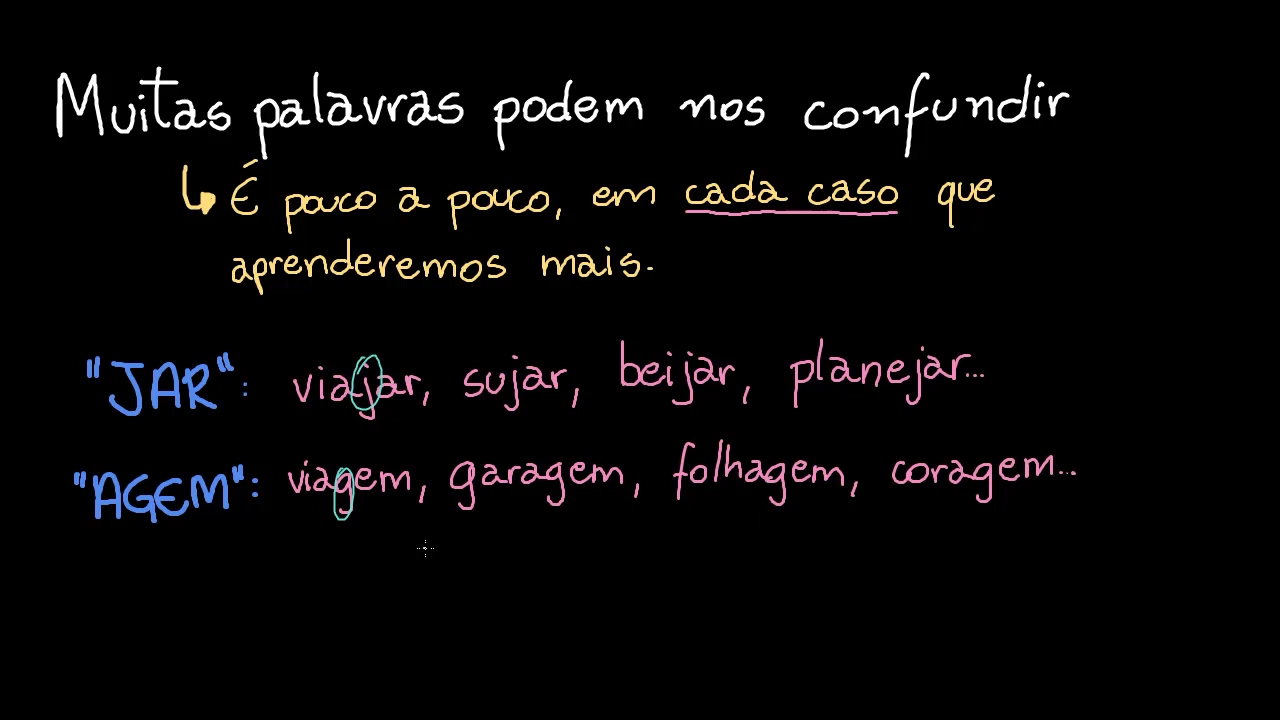 Muitas palavras podem nos confundir
É pouco a pouco, em cada caso que
aprenderemos mais.
"JAR": viajar, sujar, beijar, planejar...
"AGEM": viagem, garagem, folhagem, coragem...